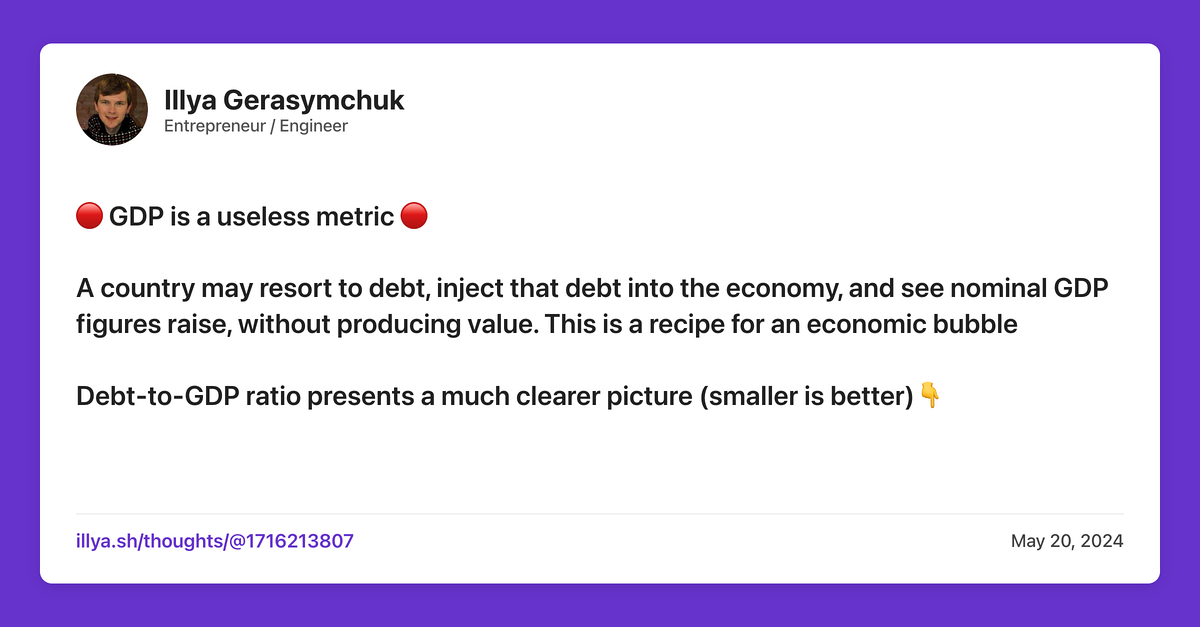 Illya Gerasymchuk
Entrepreneur / Engineer
🔴 GDP is a useless metric 🔴
A country may resort to debt, inject that debt into the economy, and see nominal GDP
figures raise, without producing value. This is a recipe for an economic bubble
Debt-to-GDP ratio presents a much clearer picture (smaller is better) 👇
illya.sh/thoughts/@1716213807
May 20, 2024